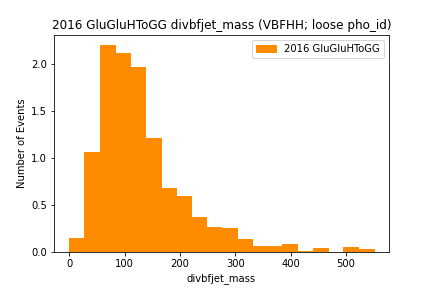 2016 GluGluHToGG divbfjet_mass (VBFHH; loose pho_id)
2016 GluGluHToGG
Number of Events
2.0
1.5
1.0
0.5
0.0
0 100 200 300 400 500
divbfjet_mass